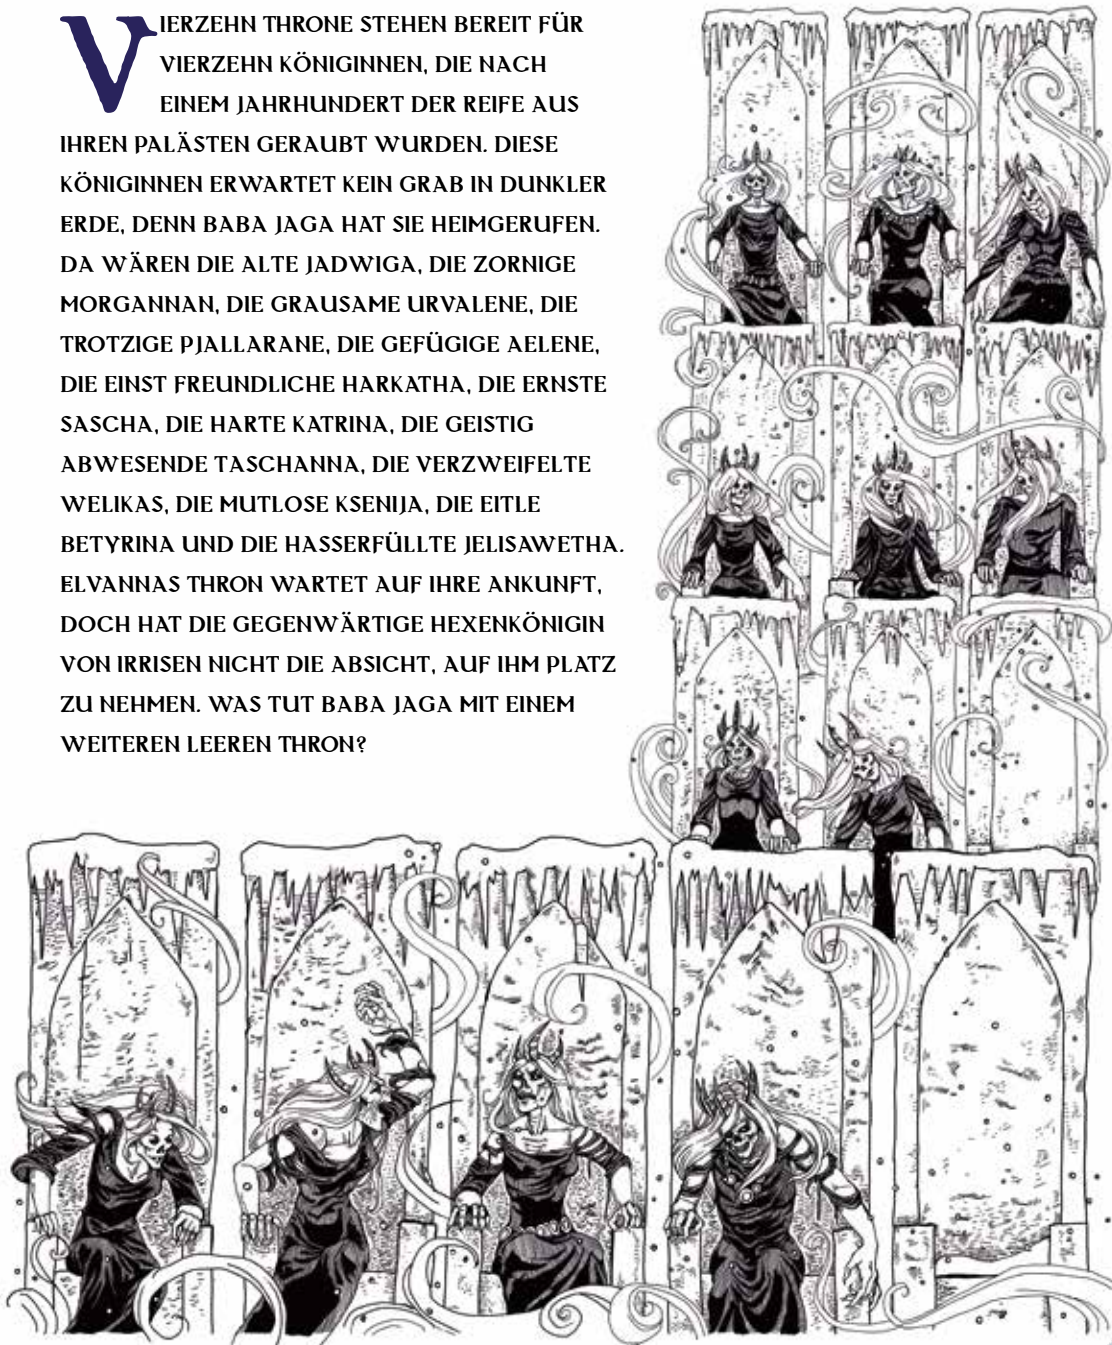 VIERZEHN THRONE STEHEN BEREIT FÜR
VIERZEHN KÖNIGINNEN, DIE NACH
EINEM JAHRHUNDERT DER REIFE AUS
IHREN PALÄSTEN GERAUBT WURDEN. DIESE
KÖNIGINNEN ERWARTET KEIN GRAB IN DUNKLER
ERDE, DENN BABA JAGA HAT SIE HEIMGERUFEN.
DA WÄREN DIE ALTE JADWIGA, DIE ZORNIGE
MORGANNAN, DIE GRAUSAME URVALENE, DIE
TROTZIGE PJALLARANE, DIE GEFÜGIGE AELENE,
DIE EINST FREUNDLICHE HARKATHA, DIE ERNSTE
SASCHA, DIE HARTE KATRINA, DIE GEISTIG
ABWESENDE TASCHANNA, DIE VERZWEIFELTE
WELIKAS, DIE MUTLOSE KSENIJA, DIE EITLE
BETYRINA UND DIE HASSERFÜLLTE JELISAWETHA.
ELVANNAS THRON WARTET AUF IHRE ANKUNFT,
DOCH HAT DIE GEGENWÄRTIGE HEXENKÖNIGIN
VON IRRISEN NICHT DIE ABSICHT, AUF IHM PLATZ
ZU NEHMEN. WAS TUT BABA JAGA MIT EINEM
WEITEREN LEEREN THRON?